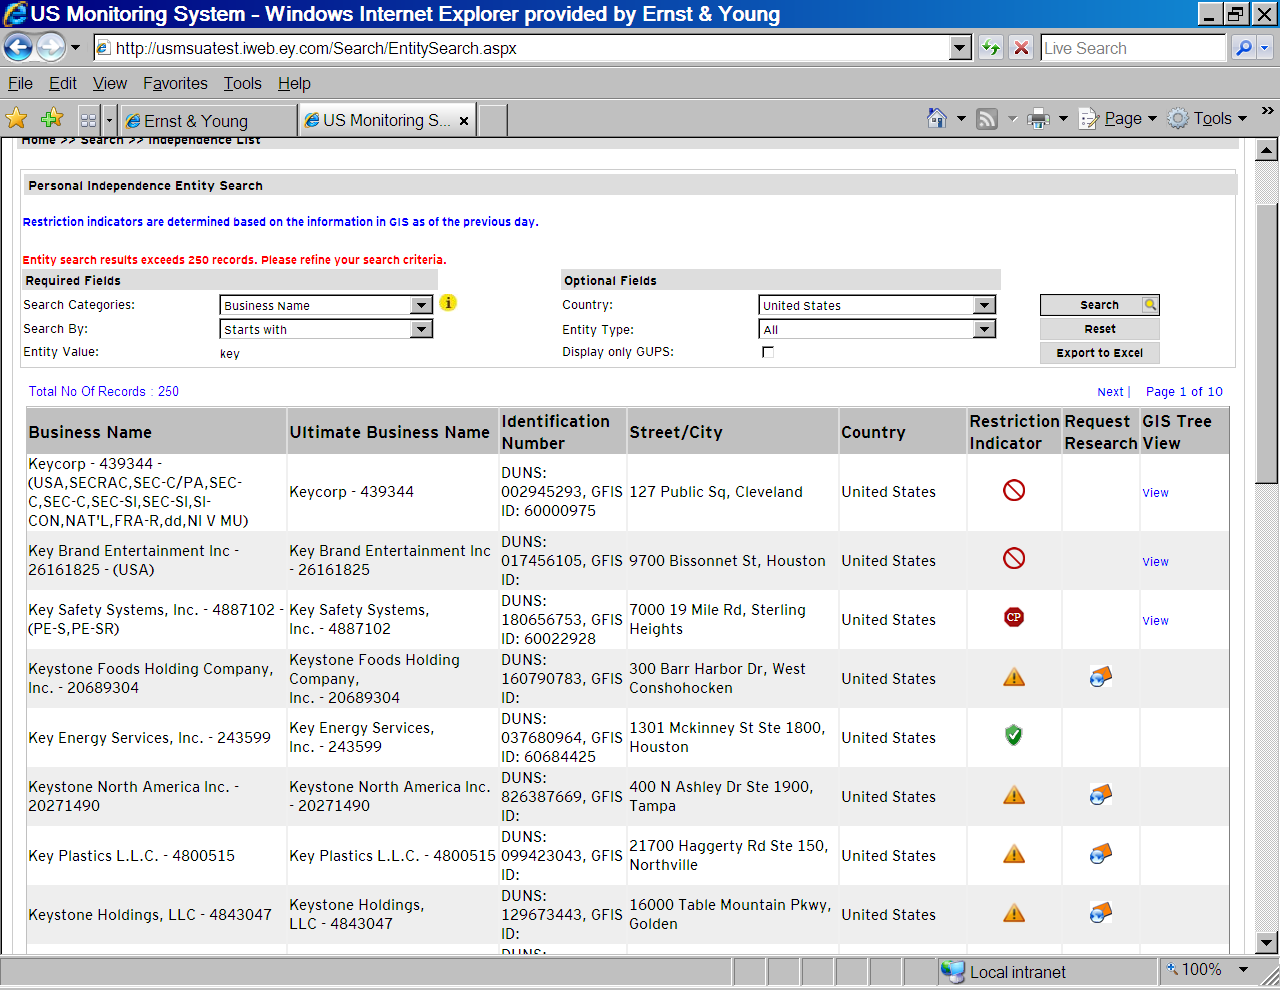 US Monitoring System - Windows Internet Explorer provided by Ernst & Young
http://usmsuatest.iweb.ey.com/Search/EntitySearch.aspx
Live Search
File Edit View Favorites Tools Help
Ernst & Young
US Monitoring S...
Page
Tools
Home >> Search >> Independence List
Personal Independence Entity Search
Restriction indicators are determined based on the information in GIS as of the previous day.
Entity search results exceeds 250 records. Please refine your search criteria.
Required Fields
Optional Fields
Search Categories: Business Name
Country: United States
Search
Search By: Starts with
Entity Type: All
Reset
Entity Value: key
Display only GUPS:
Export to Excel
Total No Of Records : 250
Next | Page 1 of 10
Business Name
Ultimate Business Name
Identification
Number
Street/City
Country
Restriction
Indicator
Request
Research
GIS Tree
View
Keycorp - 439344 -
(USA,SECRAC,SEC-C/PA,SEC-
C,SEC-C,SEC-SI,SEC-SI,SI-
CON,NAT'L,FRA-R,dd,NI V MU)
Keycorp - 439344
DUNS:
002945293, GFIS
ID: 60000975
127 Public Sq, Cleveland
United States
View
Key Brand Entertainment Inc -
26161825 - (USA)
Key Brand Entertainment Inc
- 26161825
DUNS:
017456105, GFIS
ID:
9700 Bissonnet St, Houston
United States
View
Key Safety Systems, Inc. - 4887102 -
(PE-S,PE-SR)
Key Safety Systems,
Inc. - 4887102
DUNS:
180656753, GFIS
ID: 60022928
7000 19 Mile Rd, Sterling
Heights
United States
CP
View
Keystone Foods Holding Company,
Inc. - 20689304
Keystone Foods Holding
Company,
Inc. - 20689304
DUNS:
160790783, GFIS
ID:
300 Barr Harbor Dr, West
Conshohocken
United States
Key Energy Services, Inc. - 243599
Key Energy Services,
Inc. - 243599
DUNS:
037680964, GFIS
ID: 60684425
1301 Mckinney St Ste 1800,
Houston
United States
Keystone North America Inc. -
20271490
Keystone North America Inc.
- 20271490
DUNS:
826387669, GFIS
ID:
400 N Ashley Dr Ste 1900,
Tampa
United States
Key Plastics L.L.C. - 4800515
Key Plastics L.L.C. - 4800515
DUNS:
099423043, GFIS
ID:
21700 Haggerty Rd Ste 150,
Northville
United States
Keystone Holdings, LLC - 4843047
Keystone Holdings,
LLC - 4843047
DUNS:
129673443, GFIS
ID:
16000 Table Mountain Pkwy,
Golden
United States
DUNS:
Local intranet
100%